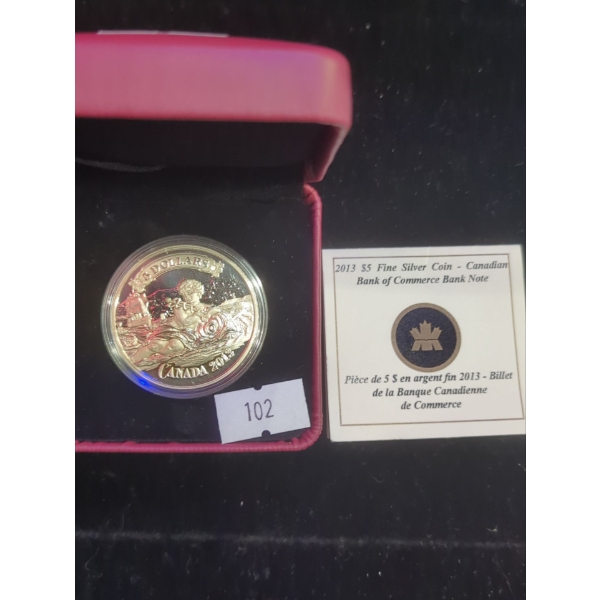 5 DOLLARS
CANADA 2013
102
2013 $5 Fine Silver Coin - Canadian
Bank of Commerce Bank Note
Pièce de 5 $ en argent fin 2013 - Billet
de la Banque Canadienne
de Commerce